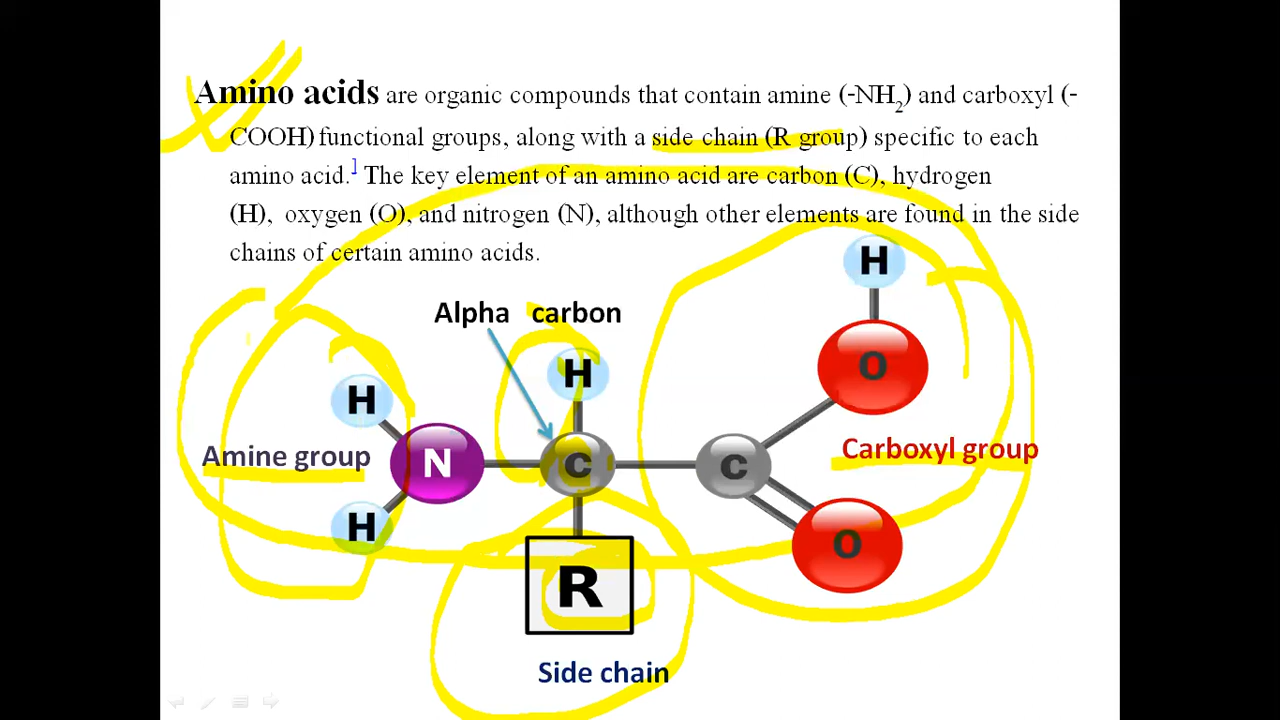 Amino acids are organic compounds that contain amine (-NH2) and carboxyl (-
COOH) functional groups, along with a side chain (R group) specific to each
amino acid.] The key element of an amino acid are carbon (C), hydrogen
(H), oxygen (O), and nitrogen (N), although other elements are found in the side
chains of certain amino acids.
H
Alpha carbon
O
H
H
Amine group
N
C
C
Carboxyl group
H
O
R
Side chain